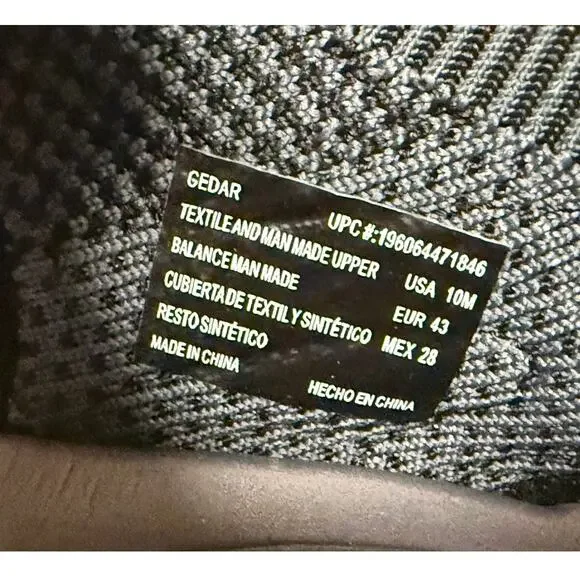 GEDAR
UPC #:196064471846
TEXTILE AND MAN MADE UPPER
USA 10M
BALANCE MAN MADE
EUR 43
CUBIERTA DE TEXTIL Y SINTÉTICO
MEX 28
RESTO SINTÉTICO
MADE IN CHINA
HECHO EN CHINA